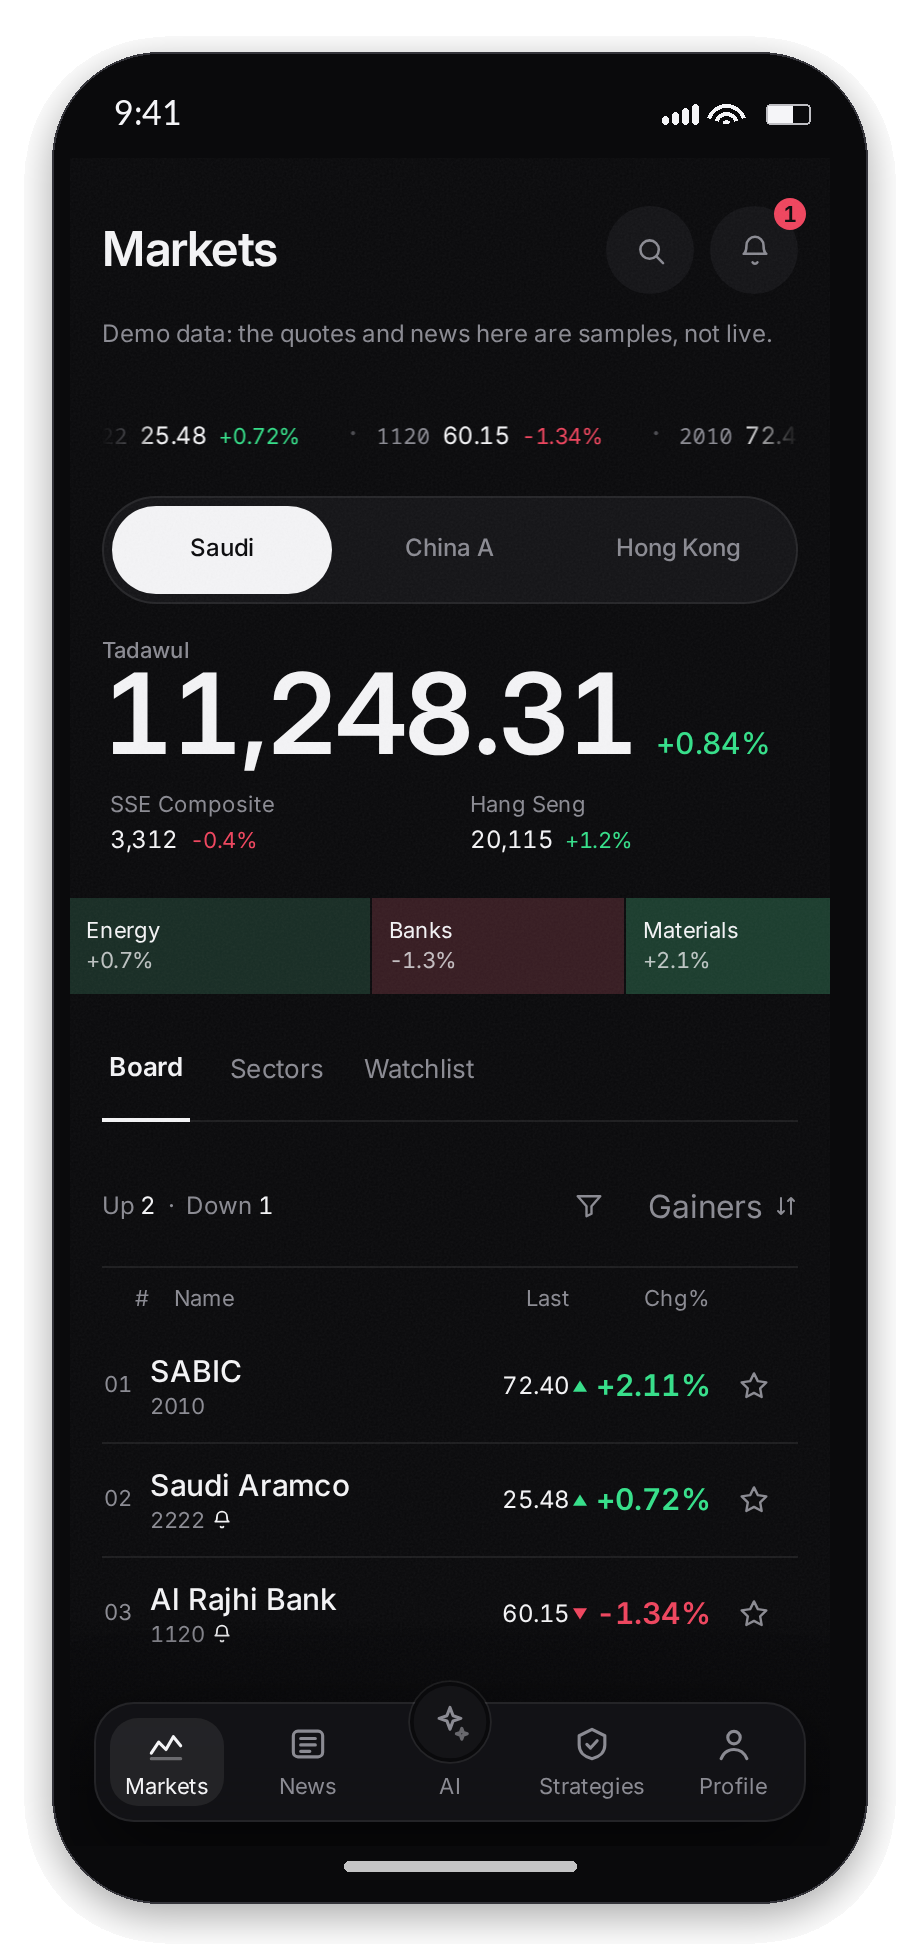 9:41
Markets
1
Demo data: the quotes and news here are samples, not live.
22 25.48 +0.72% · 1120 60.15 -1.34% · 2010 72.4
Saudi China A Hong Kong
Tadawul
11,248.31 +0.84%
SSE Composite Hang Seng
3,312 -0.4% 20,115 +1.2%
Energy Banks Materials
+0.7% -1.3% +2.1%
Board Sectors Watchlist
Up 2 · Down 1 Gainers
# Name Last Chg%
01 SABIC 72.40 ▲ +2.11%
2010
02 Saudi Aramco 25.48 ▲ +0.72%
2222
03 Al Rajhi Bank 60.15 ▼ -1.34%
1120
Markets News AI Strategies Profile